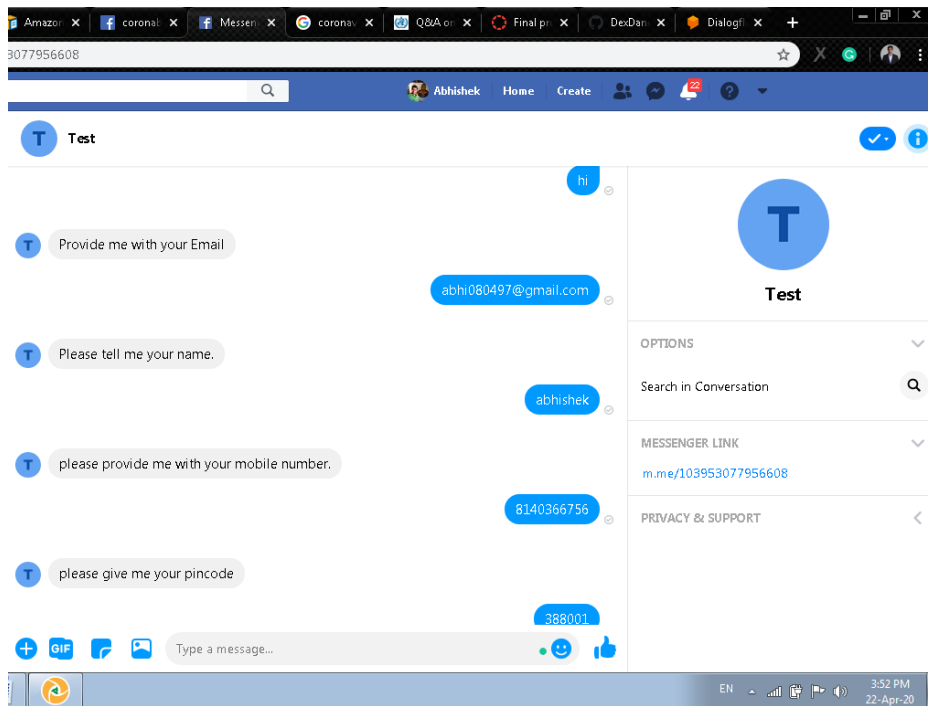 Amazon
coronab
Messen
coronav
Q&A on
Final pr
DexDan
Dialogfl
3077956608
Abhishek Home Create 22
T Test
hi
T
T Provide me with your Email
Test
abhi080497@gmail.com
OPTIONS
T Please tell me your name.
Search in Conversation
abhishek
MESSENGER LINK
T please provide me with your mobile number.
m.me/103953077956608
8140366756
PRIVACY & SUPPORT
T please give me your pincode
388001
GIF Type a message...
EN 3:52 PM
22-Apr-20